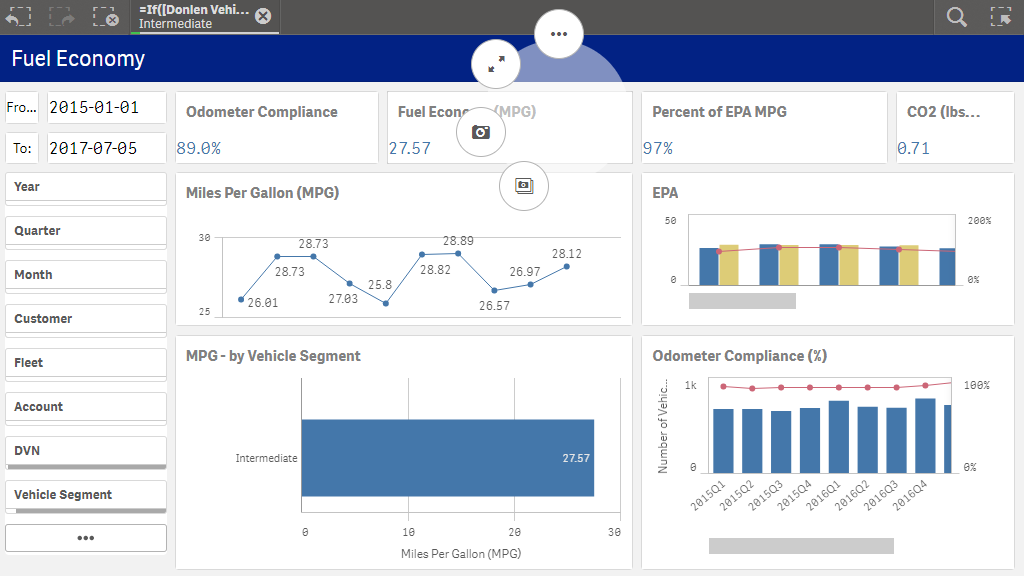 =If([Donlen Vehi...
Intermediate
Fuel Economy
Fro...
2015-01-01
To:
2017-07-05
Odometer Compliance
89.0%
Fuel Econo (MPG)
27.57
Percent of EPA MPG
97%
CO2 (lbs...
0.71
Year
Quarter
Month
Customer
Fleet
Account
DVN
Vehicle Segment
Miles Per Gallon (MPG)
30
25
26.01
28.73
28.73
27.03
25.8
28.82
28.89
26.57
26.97
28.12
EPA
50
0
200%
0%
MPG - by Vehicle Segment
Intermediate
27.57
0
10
20
30
Miles Per Gallon (MPG)
Odometer Compliance (%)
Number of Vehic...
1k
0
100%
0%
2015Q1
2015Q2
2015Q3
2015Q4
2016Q1
2016Q2
2016Q3
2016Q4